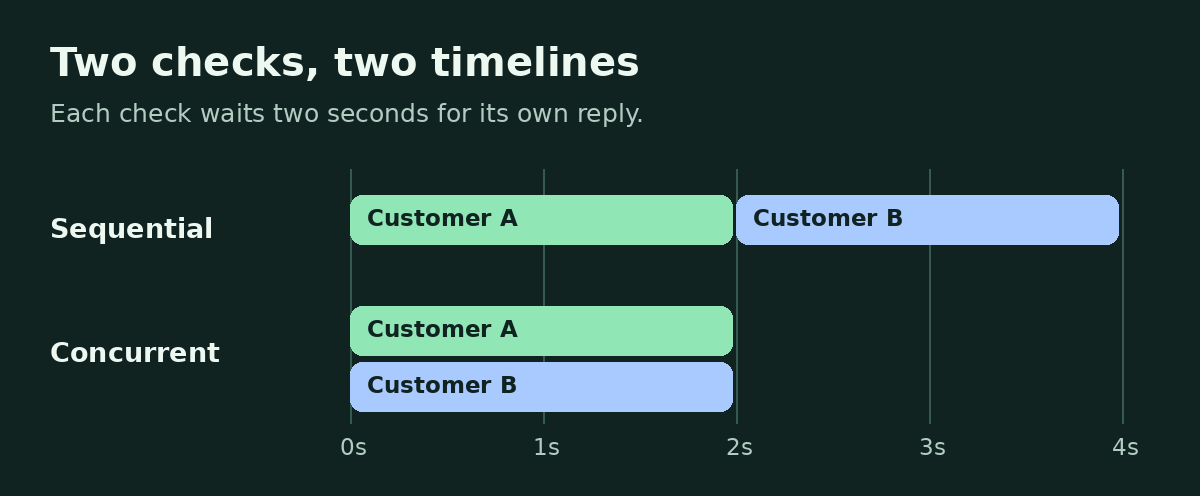 Two checks, two timelines
Each check waits two seconds for its own reply.
Sequential
Customer A
Customer B
Concurrent
Customer A
Customer B
0s
1s
2s
3s
4s